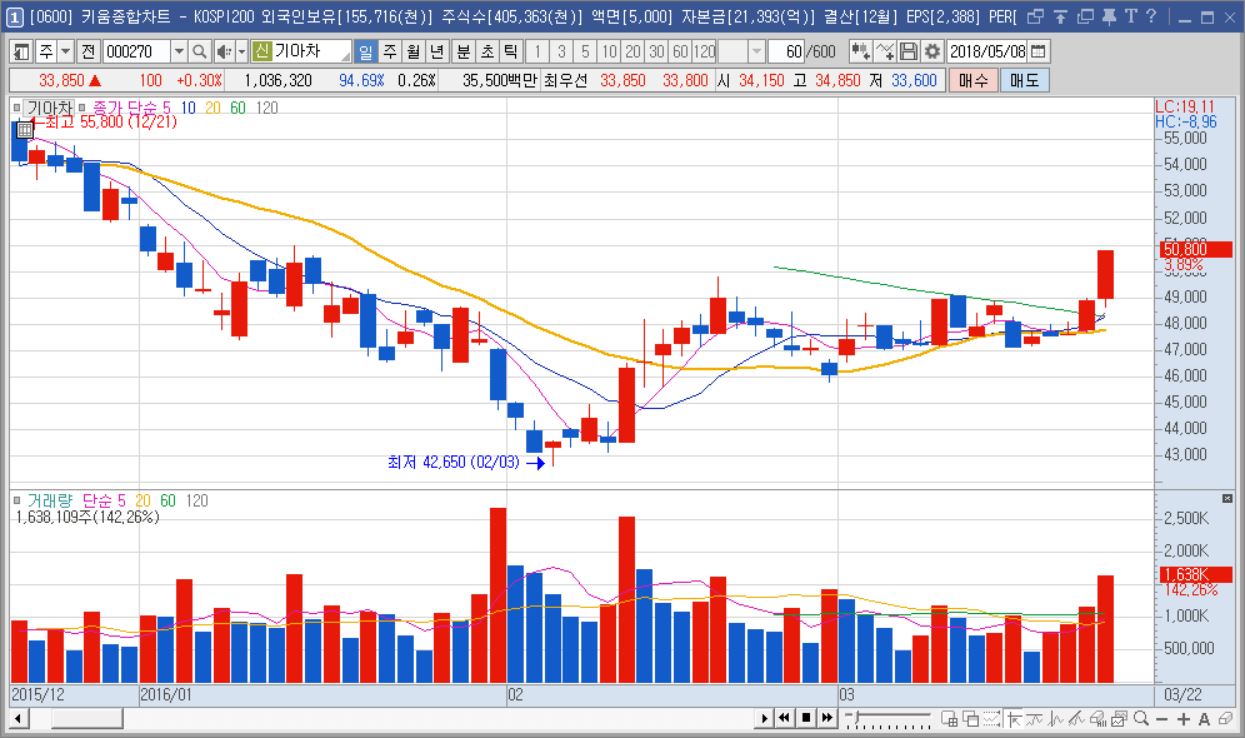 1 [0600] 키움종합차트 - KOSPI200 외국인보유[155,716(천)] 주식수[405,363(천)] 액면[5,000] 자본금[21,393(억)] 결산[12월] EPS[2,388] PER[ T ?
주 전 000270 신 기아차 일 주 월 년 분 초 틱 1 3 5 10 20 30 60 120 60 /600 2018/05/08
33,850 ▲ 100 +0.30% 1,036,320 94.69% 0.26% 35,500백만 최우선 33,850 33,800 시 34,150 고 34,850 저 33,600 매수 매도
기아차 종가 단순 5 10 20 60 120
최고 55,800 (12/21)
LC:19,11
HC:-8,96
55,000
54,000
53,000
52,000
51,000
50,800
3,89%
50,000
49,000
48,000
47,000
46,000
45,000
44,000
43,000
최저 42,650 (02/03)
거래량 단순 5 20 60 120
1,638,109주(142,26%)
2,500K
2,000K
1,638K
142,26%
1,000K
500,000
2015/12 2016/01 02 03 03/22
A